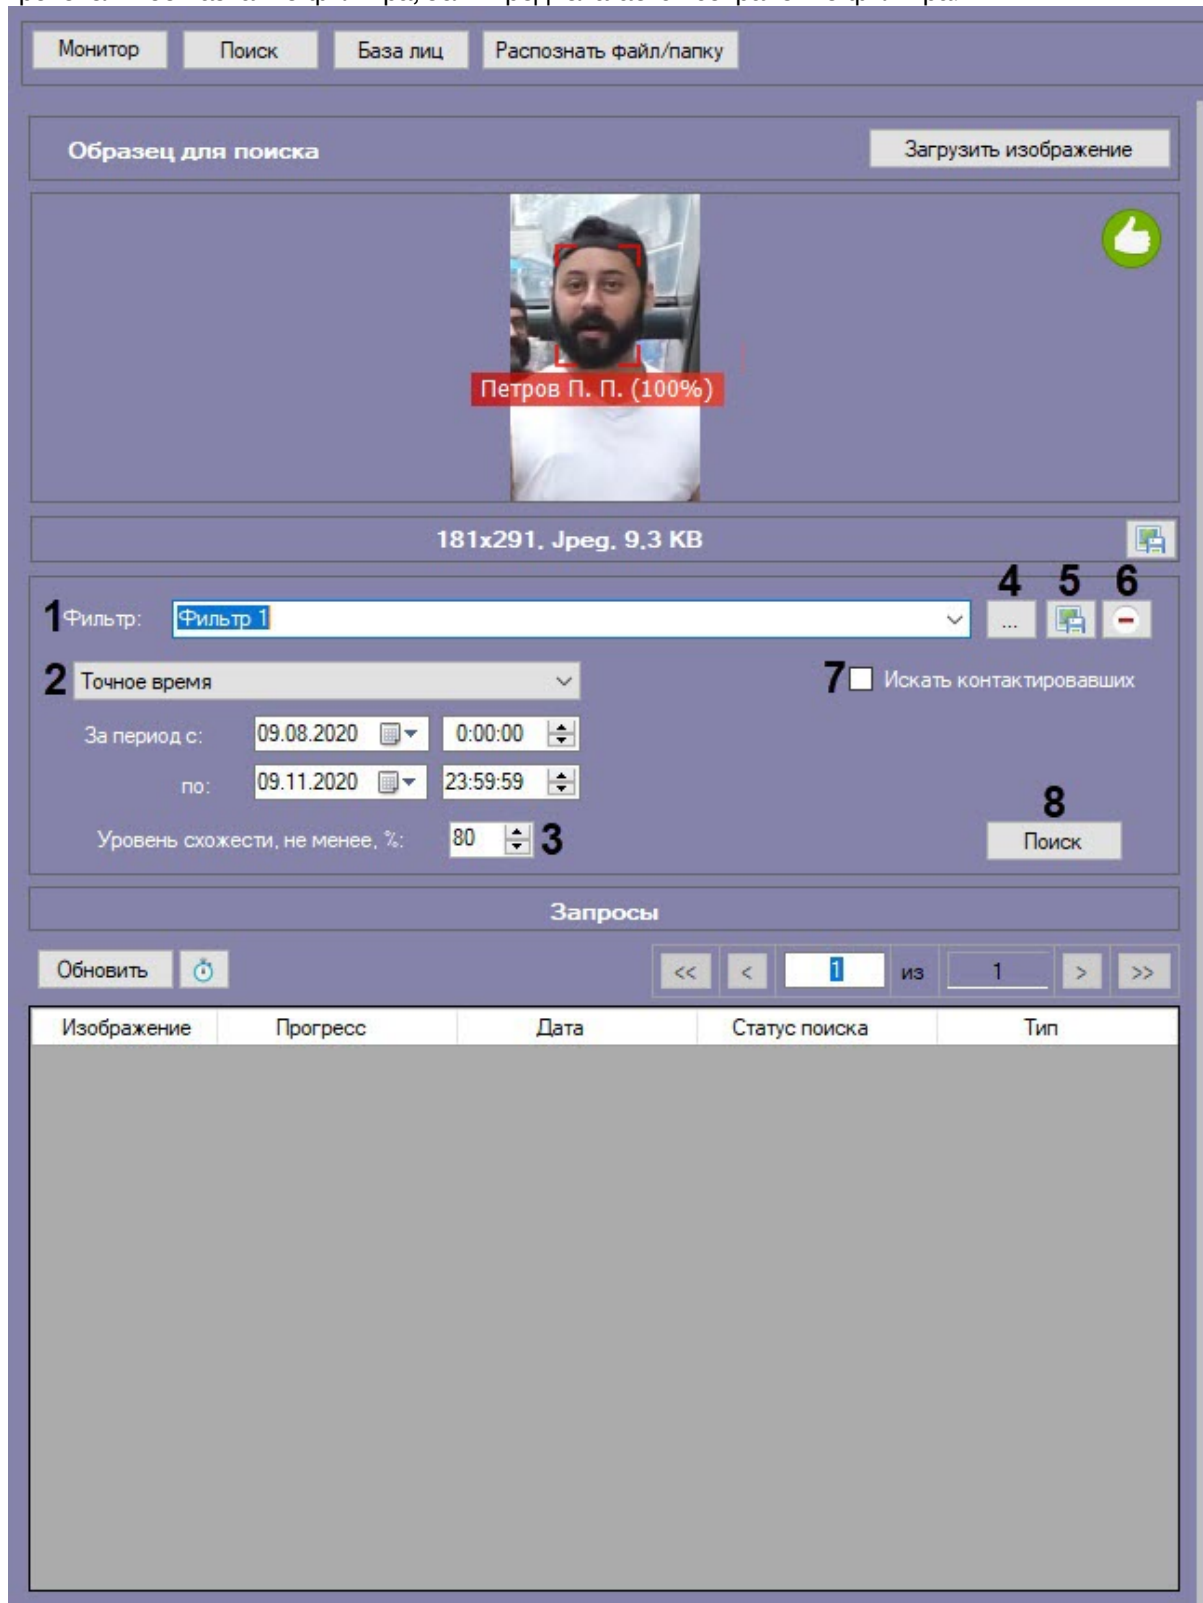 Монитор Поиск База лиц Распознать файл/папку
Образец для поиска Загрузить изображение
Петров П. П. (100%)
181x291, Jpeg, 9,3 KB
4 5 6
1 Фильтр: Фильтр 1 ...
2 Точное время 7 Искать контактировавших
За период с: 09.08.2020 0:00:00
по: 09.11.2020 23:59:59
8
Уровень схожести, не менее, %: 80 3 Поиск
Запросы
Обновить << < 1 из 1 > >>
Изображение Прогресс Дата Статус поиска Тип